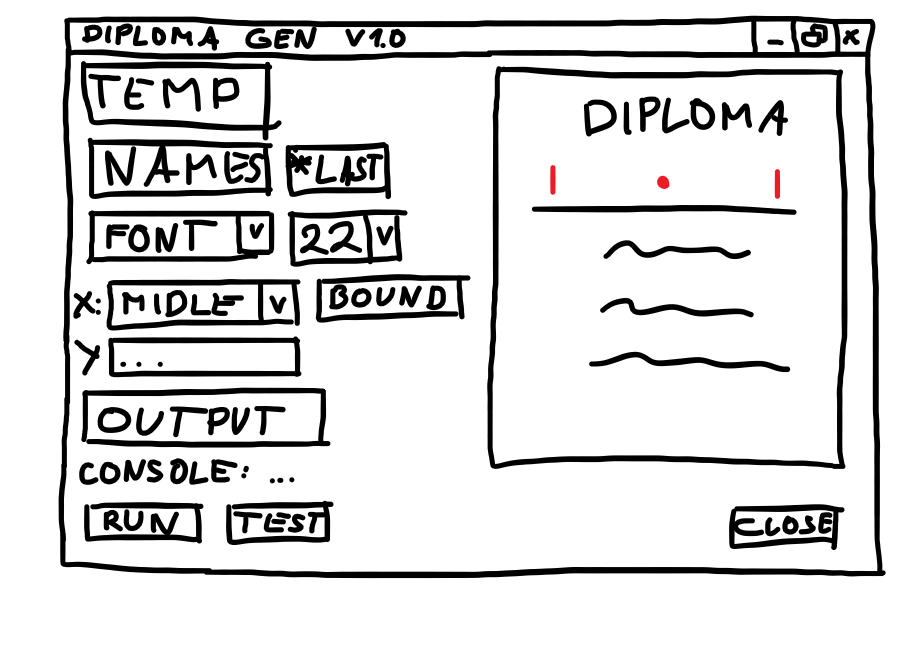 DIPLOMA GEN V1.0
TEMP
NAMES *LAST
FONT V 22 V
X: MIDLE V BOUND
Y ...
OUTPUT
CONSOLE: ...
RUN TEST
DIPLOMA
CLOSE